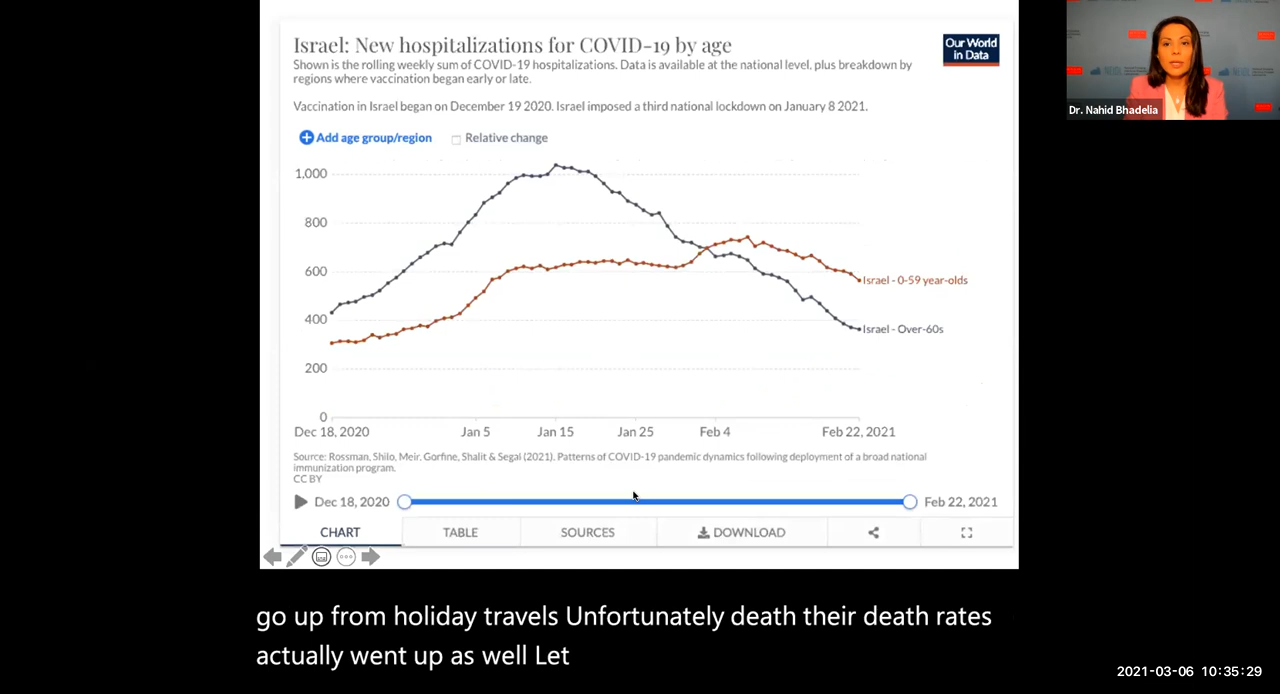 Israel: New hospitalizations for COVID-19 by age
Our World
in Data
Shown is the rolling weekly sum of COVID-19 hospitalizations. Data is available at the national level, plus breakdown by
regions where vaccination began early or late.
Vaccination in Israel began on December 19 2020. Israel imposed a third national lockdown on January 8 2021.
Add age group/region
Relative change
1,000
800
600
400
200
0
Israel - 0-59 year-olds
Israel - Over-60s
Dec 18, 2020
Jan 5
Jan 15
Jan 25
Feb 4
Feb 22, 2021
Source: Rossman, Shilo, Meir, Gorfine, Shalit & Segal (2021). Patterns of COVID-19 pandemic dynamics following deployment of a broad national
immunization program.
CC BY
Dec 18, 2020
Feb 22, 2021
CHART
TABLE
SOURCES
DOWNLOAD
Dr. Nahid Bhadelia
go up from holiday travels Unfortunately death their death rates
actually went up as well Let
2021-03-06 10:35:29